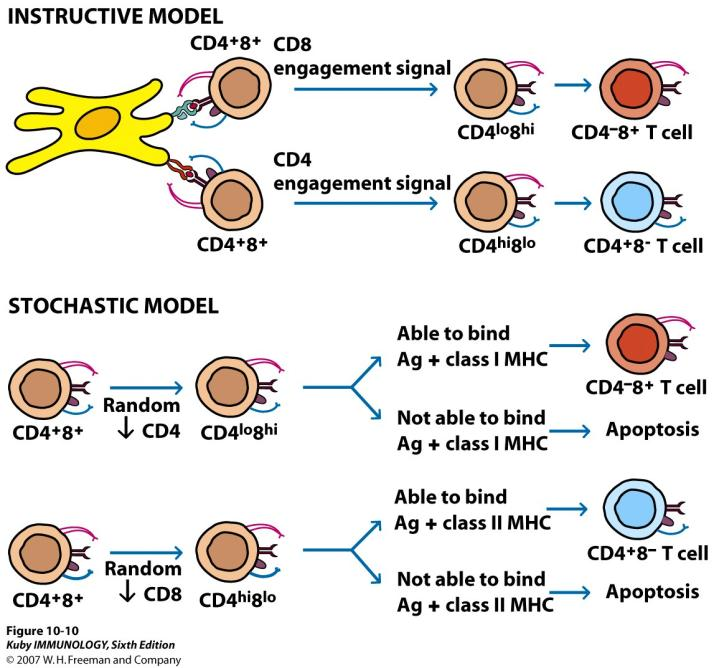 INSTRUCTIVE MODEL
CD4+8+
CD8
engagement signal
CD4lo8hi
CD4–8+ T cell
CD4
engagement signal
CD4+8+
CD4hi8lo
CD4+8- T cell
STOCHASTIC MODEL
Able to bind
Ag + class I MHC
CD4–8+ T cell
Random
↓ CD4
CD4+8+
CD4lo8hi
Not able to bind
Ag + class I MHC
Apoptosis
Able to bind
Ag + class II MHC
CD4+8– T cell
Random
↓ CD8
CD4+8+
CD4hi8lo
Not able to bind
Ag + class II MHC
Apoptosis
Figure 10-10
Kuby IMMUNOLOGY, Sixth Edition
© 2007 W. H. Freeman and Company